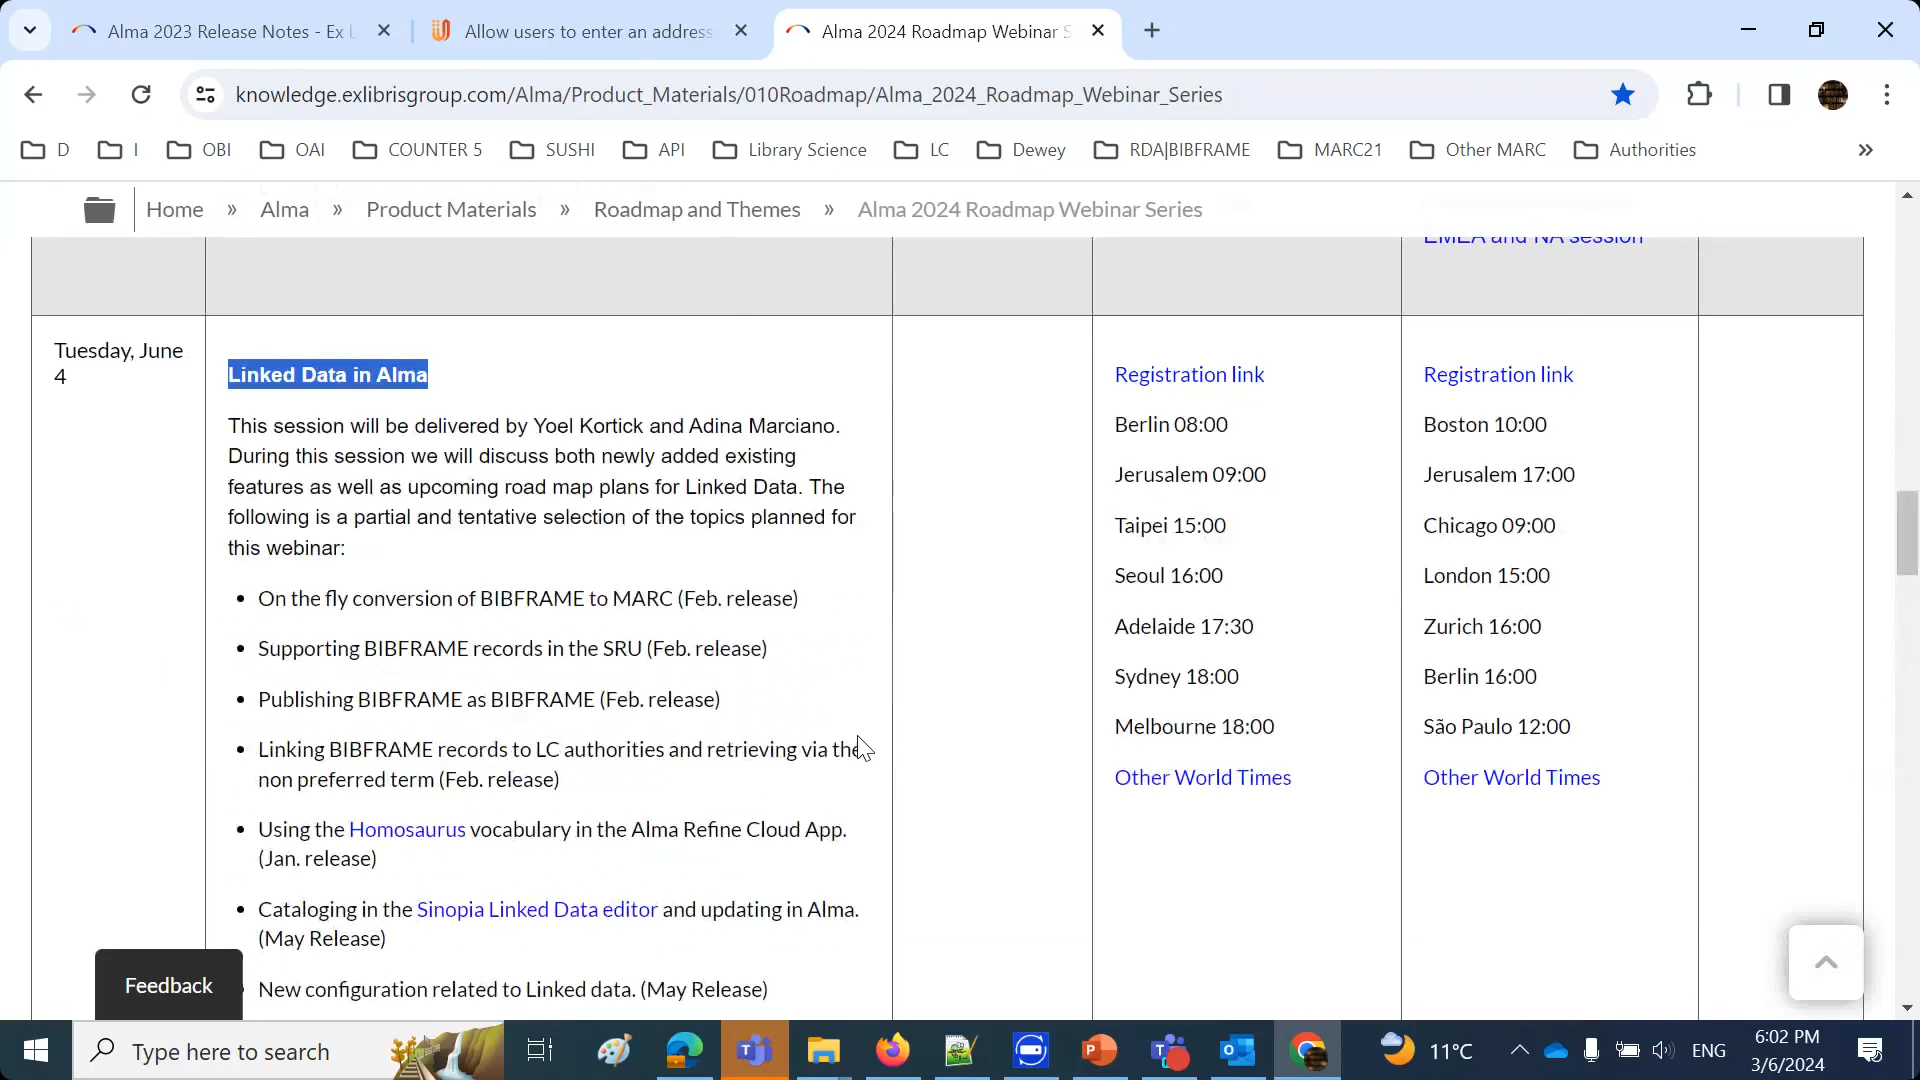 Alma 2023 Release Notes - Ex L
Allow users to enter an address
Alma 2024 Roadmap Webinar S
knowledge.exlibrisgroup.com/Alma/Product_Materials/010Roadmap/Alma_2024_Roadmap_Webinar_Series
D I OBI OAI COUNTER 5 SUSHI API Library Science LC Dewey RDA|BIBFRAME MARC21 Other MARC Authorities »
Home » Alma » Product Materials » Roadmap and Themes » Alma 2024 Roadmap Webinar Series
EMEA and NA session
Tuesday, June
4
Linked Data in Alma
This session will be delivered by Yoel Kortick and Adina Marciano.
During this session we will discuss both newly added existing
features as well as upcoming road map plans for Linked Data. The
following is a partial and tentative selection of the topics planned for
this webinar:
• On the fly conversion of BIBFRAME to MARC (Feb. release)
• Supporting BIBFRAME records in the SRU (Feb. release)
• Publishing BIBFRAME as BIBFRAME (Feb. release)
• Linking BIBFRAME records to LC authorities and retrieving via the
non preferred term (Feb. release)
• Using the Homosaurus vocabulary in the Alma Refine Cloud App.
(Jan. release)
• Cataloging in the Sinopia Linked Data editor and updating in Alma.
(May Release)
New configuration related to Linked data. (May Release)
Registration link
Berlin 08:00
Jerusalem 09:00
Taipei 15:00
Seoul 16:00
Adelaide 17:30
Sydney 18:00
Melbourne 18:00
Other World Times
Registration link
Boston 10:00
Jerusalem 17:00
Chicago 09:00
London 15:00
Zurich 16:00
Berlin 16:00
São Paulo 12:00
Other World Times
Feedback
Type here to search
11°C
ENG
6:02 PM
3/6/2024